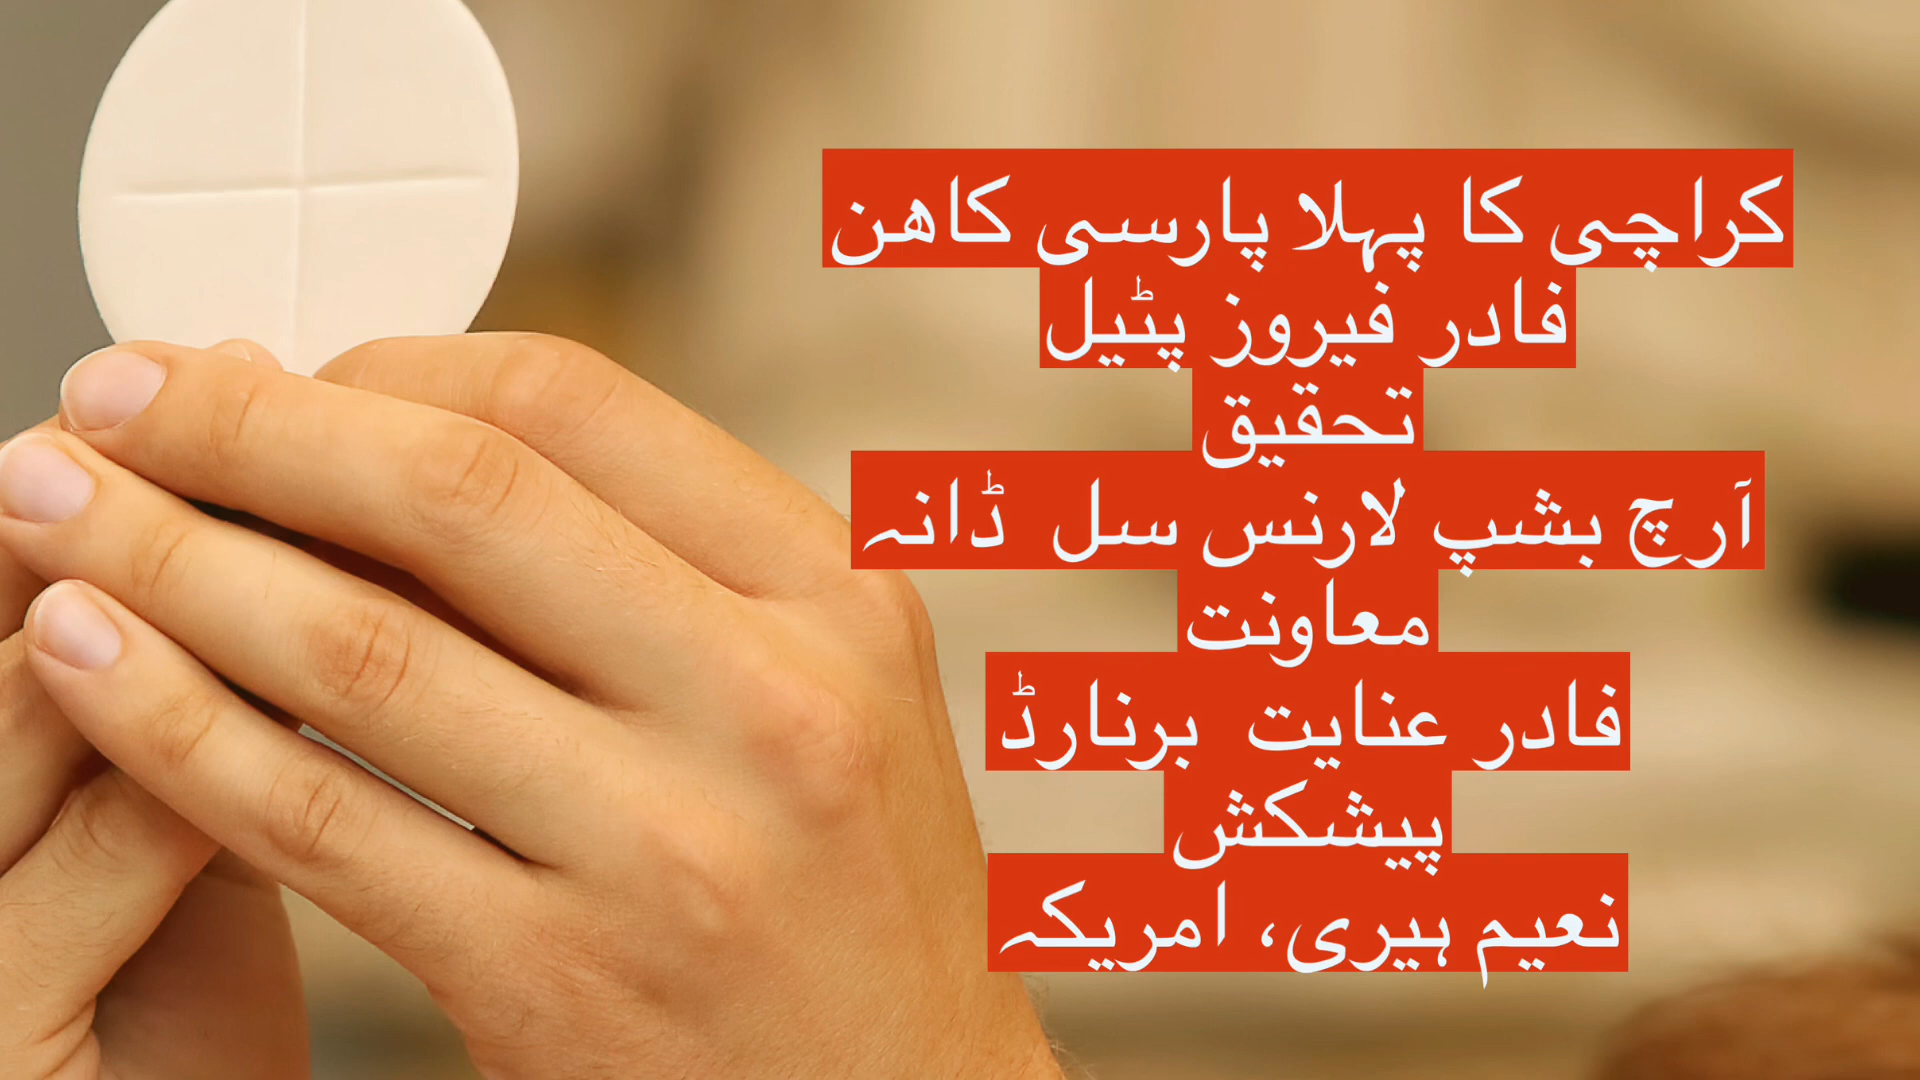 کراچی کا پہلا پارسی کاھن
فادر فیروز پٹیل
تحقیق
آرچ بشپ لارنس سل ڈانہ
معاونت
فادر عنایت برنارڈ
پیشکش
نعیم ہیری، امریکہ